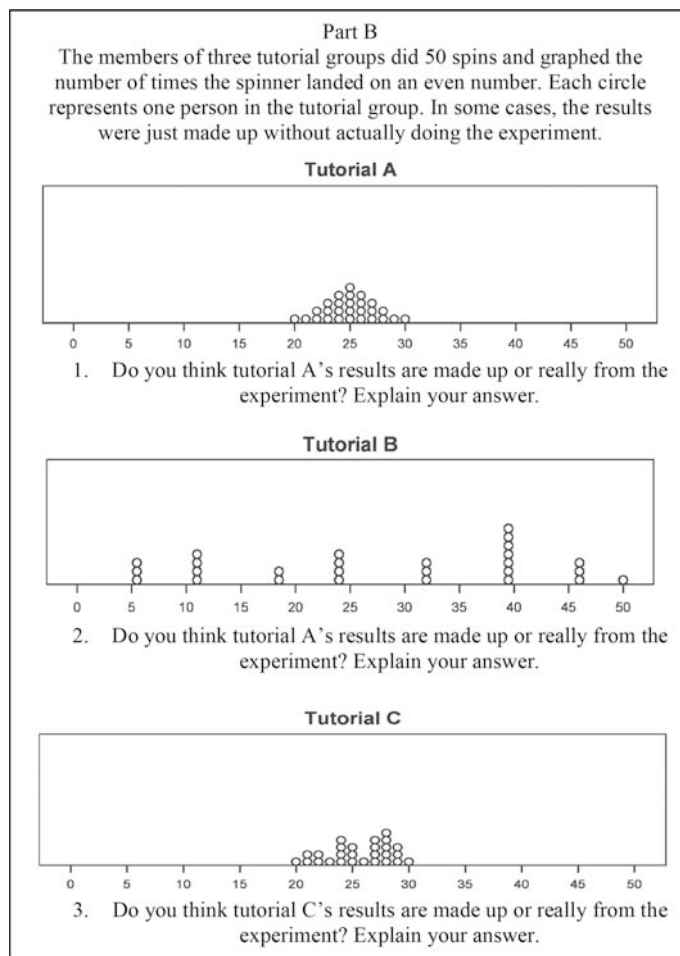 Part B
The members of three tutorial groups did 50 spins and graphed the
number of times the spinner landed on an even number. Each circle
represents one person in the tutorial group. In some cases, the results
were just made up without actually doing the experiment.
Tutorial A
0 5 10 15 20 25 30 35 40 45 50
1. Do you think tutorial A's results are made up or really from the
experiment? Explain your answer.
Tutorial B
0 5 10 15 20 25 30 35 40 45 50
2. Do you think tutorial A's results are made up or really from the
experiment? Explain your answer.
Tutorial C
0 5 10 15 20 25 30 35 40 45 50
3. Do you think tutorial C's results are made up or really from the
experiment? Explain your answer.